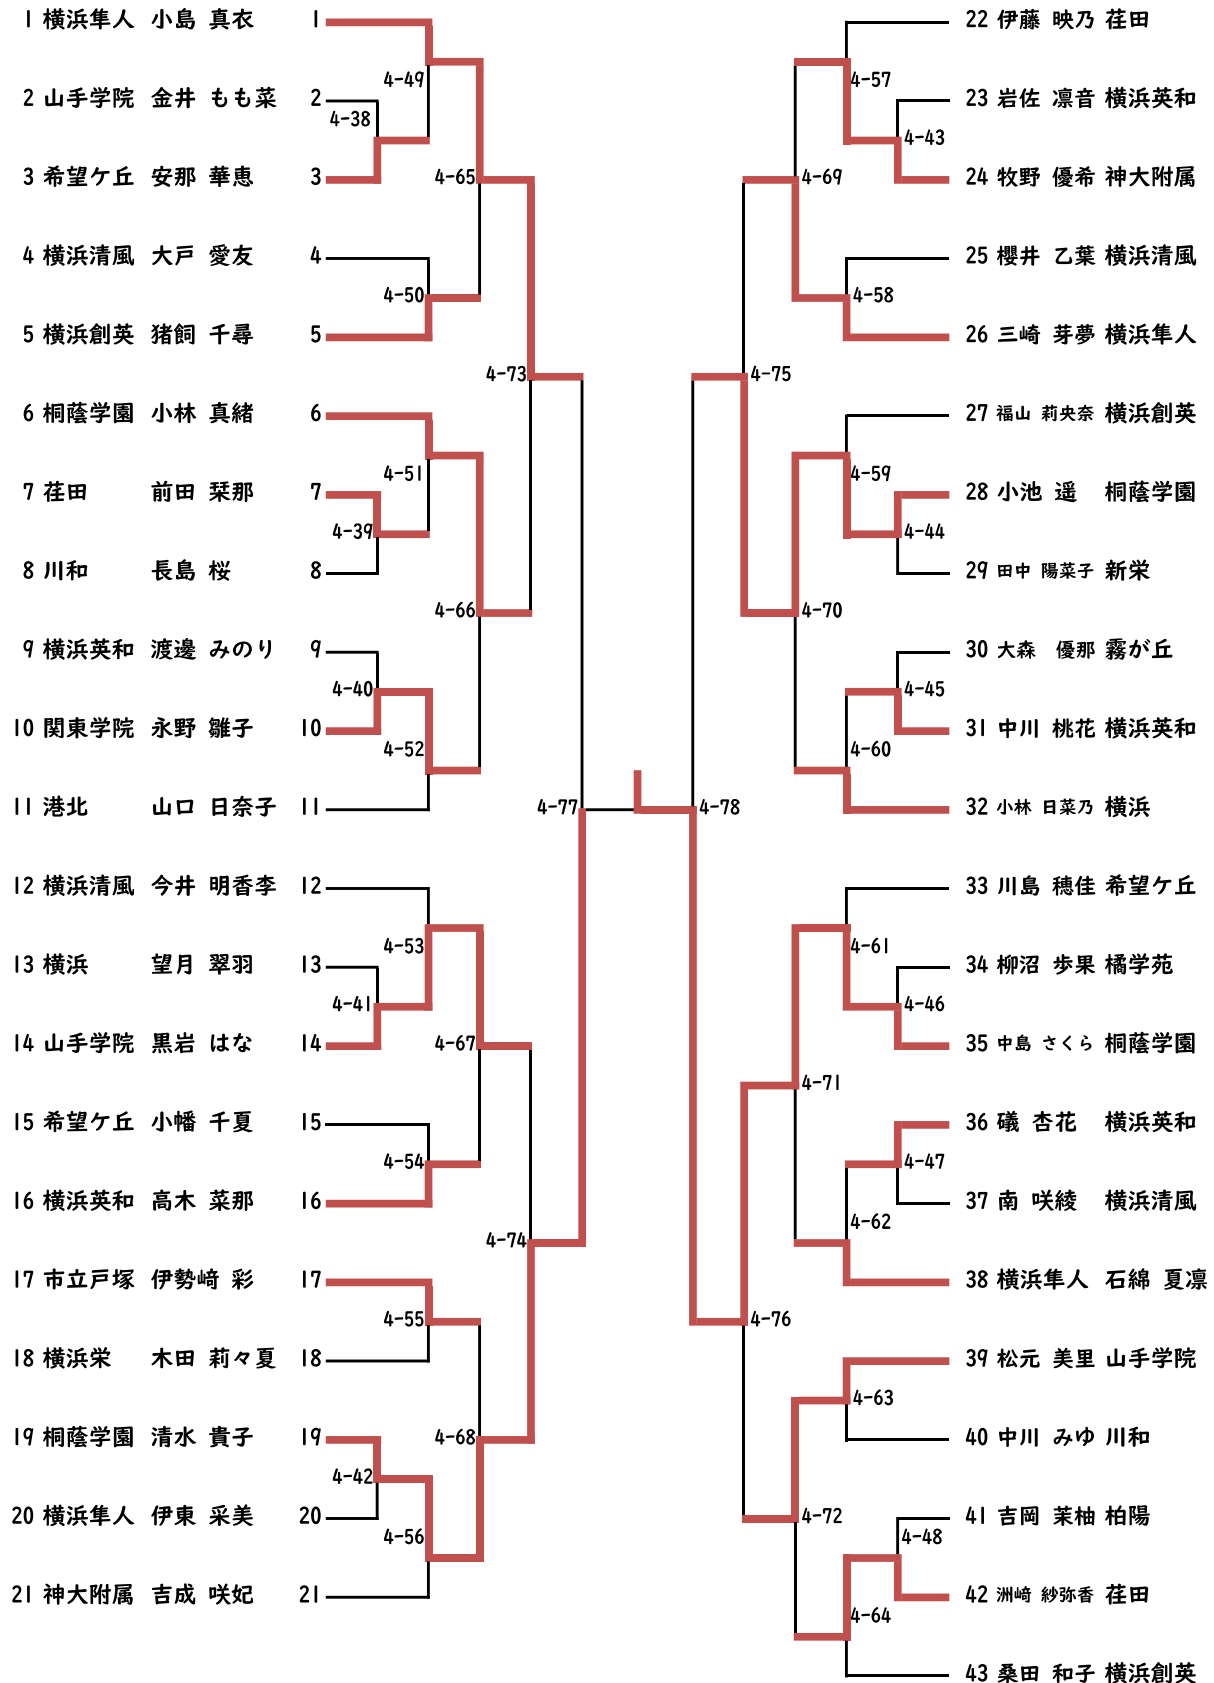 1 横浜隼人 小島 真衣 1
2 山手学院 金井 もも菜 2
3 希望ケ丘 安那 華恵 3
4 横浜清風 大戸 愛友 4
5 横浜創英 猪飼 千尋 5
6 桐蔭学園 小林 真緒 6
7 荏田 前田 栞那 7
8 川和 長島 桜 8
9 横浜英和 渡邊 みのり 9
10 関東学院 永野 雛子 10
11 港北 山口 日奈子 11
12 横浜清風 今井 明香李 12
13 横浜 望月 翠羽 13
14 山手学院 黒岩 はな 14
15 希望ケ丘 小幡 千夏 15
16 横浜英和 高木 菜那 16
17 市立戸塚 伊勢﨑 彩 17
18 横浜栄 木田 莉々夏 18
19 桐蔭学園 清水 貴子 19
20 横浜隼人 伊東 采美 20
21 神大附属 吉成 咲妃 21
4-38
4-39
4-40
4-41
4-42
4-49
4-50
4-51
4-52
4-53
4-54
4-55
4-56
4-65
4-66
4-67
4-68
4-73
4-74
4-77
4-78
4-75
4-76
4-69
4-70
4-71
4-72
4-57
4-58
4-59
4-60
4-61
4-62
4-63
4-64
4-43
4-44
4-45
4-46
4-47
4-48
22 伊藤 映乃 荏田
23 岩佐 凛音 横浜英和
24 牧野 優希 神大附属
25 櫻井 乙葉 横浜清風
26 三崎 芽夢 横浜隼人
27 福山 莉央奈 横浜創英
28 小池 遥 桐蔭学園
29 田中 陽菜子 新栄
30 大森 優那 霧が丘
31 中川 桃花 横浜英和
32 小林 日菜乃 横浜
33 川島 穂佳 希望ケ丘
34 柳沼 歩果 橘学苑
35 中島 さくら 桐蔭学園
36 礒 杏花 横浜英和
37 南 咲綾 横浜清風
38 横浜隼人 石綿 夏凛
39 松元 美里 山手学院
40 中川 みゆ 川和
41 吉岡 茉柚 柏陽
42 洲﨑 紗弥香 荏田
43 桑田 和子 横浜創英